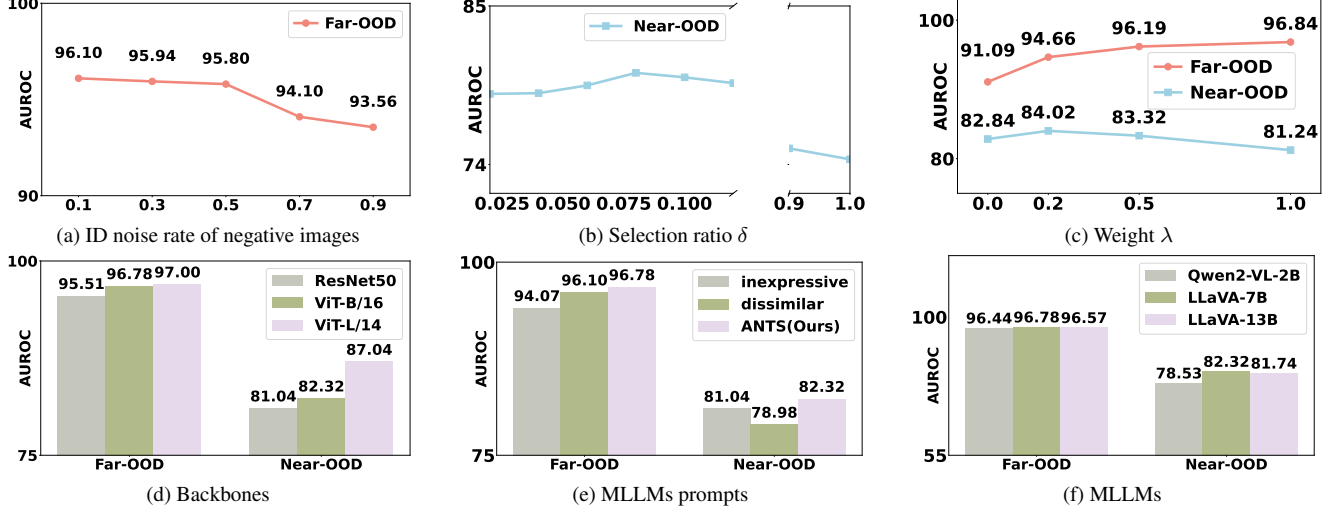 100
AUROC
90
96.10
95.94
95.80
94.10
93.56
Far-OOD
0.1 0.3 0.5 0.7 0.9
(a) ID noise rate of negative images
85
AUROC
74
Near-OOD
0.025 0.050 0.075 0.100 0.9 1.0
(b) Selection ratio δ
100
AUROC
80
91.09
94.66
96.19
96.84
Far-OOD
Near-OOD
82.84
84.02
83.32
81.24
0.0 0.2 0.5 1.0
(c) Weight λ
100
AUROC
75
95.51 96.78 97.00
81.04 82.32 87.04
ResNet50
ViT-B/16
ViT-L/14
Far-OOD Near-OOD
(d) Backbones
100
AUROC
75
94.07 96.10 96.78
81.04 78.98 82.32
inexpressive
dissimilar
ANTS(Ours)
Far-OOD Near-OOD
(e) MLLMs prompts
100
AUROC
55
96.44 96.78 96.57
78.53 82.32 81.74
Qwen2-VL-2B
LLaVA-7B
LLaVA-13B
Far-OOD Near-OOD
(f) MLLMs